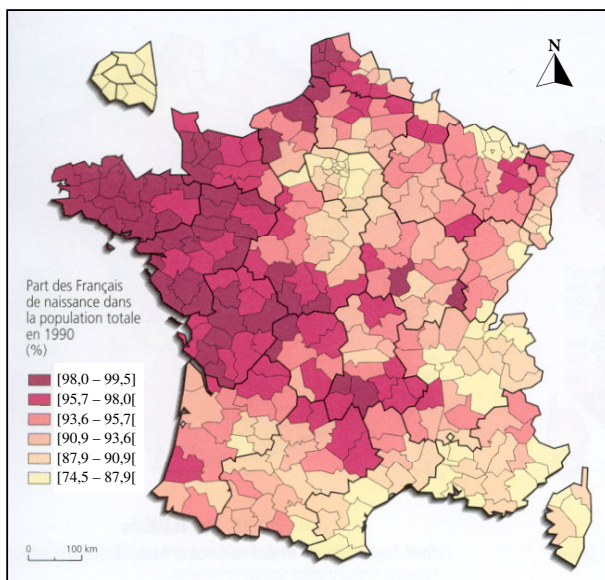 N
Part des Français
de naissance dans
la population totale
en 1990
(%)
[98,0 – 99,5]
[95,7 – 98,0[
[93,6 – 95,7[
[90,9 – 93,6[
[87,9 – 90,9[
[74,5 – 87,9[
0 100 km